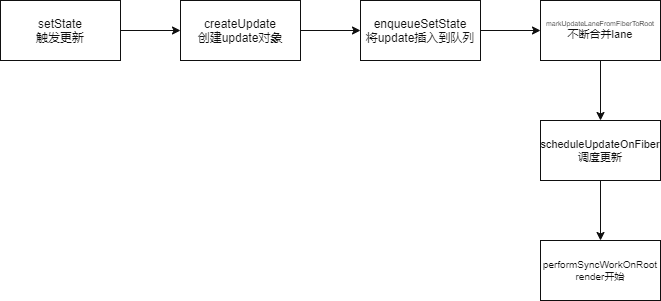 setState
触发更新
createUpdate
创建update对象
enqueueSetState
将update插入到队列
markUpdateLaneFromFiberToRoot
不断合并lane
scheduleUpdateOnFiber
调度更新
performSyncWorkOnRoot
render开始